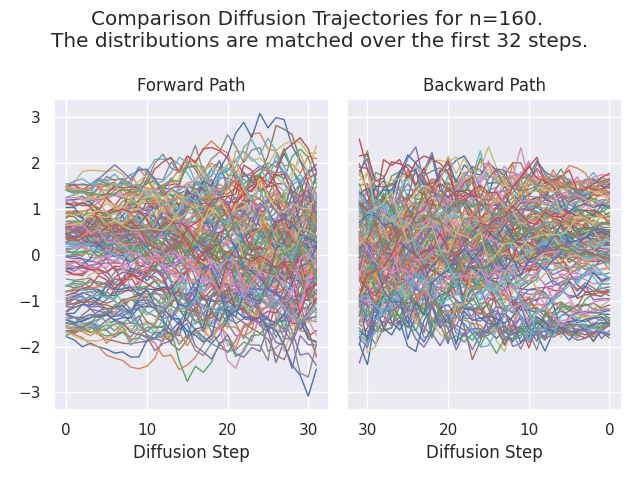 Comparison Diffusion Trajectories for n=160.
The distributions are matched over the first 32 steps.
Forward Path
Backward Path
3
2
1
0
−1
−2
−3
0 10 20 30
30 20 10 0
Diffusion Step
Diffusion Step